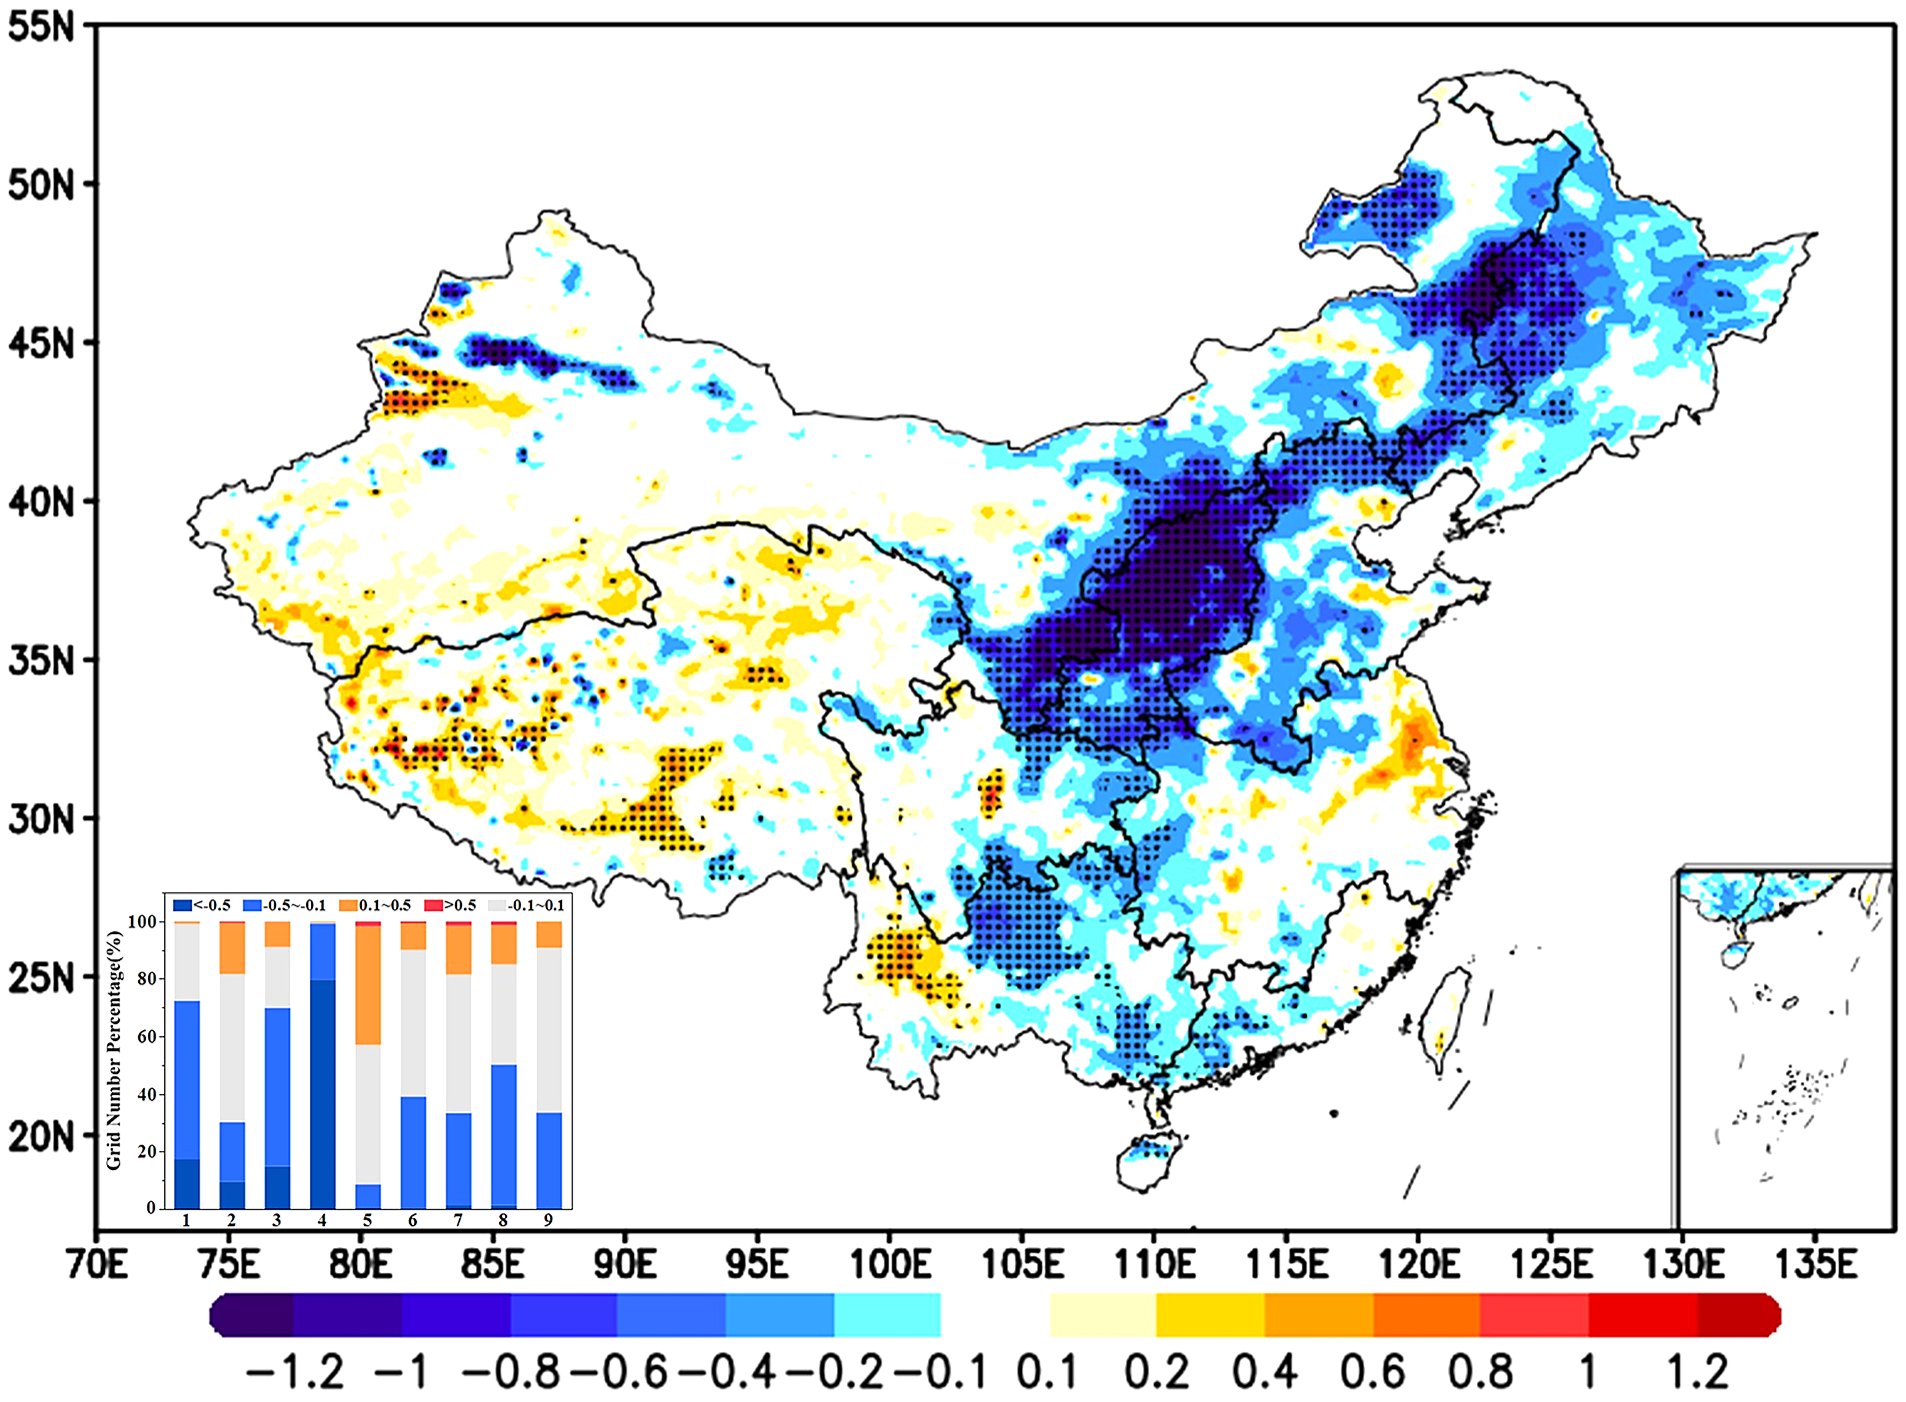 55N
50N
45N
40N
35N
30N
25N
20N
<-0.5 -0.5~-0.1 0.1~0.5 >0.5 -0.1~0.1
Grid Number Percentage(%)
100
80
60
40
20
0
1 2 3 4 5 6 7 8 9
70E 75E 80E 85E 90E 95E 100E 105E 110E 115E 120E 125E 130E 135E
−1.2 −1 −0.8 −0.6 −0.4 −0.2 −0.1 0.1 0.2 0.4 0.6 0.8 1 1.2